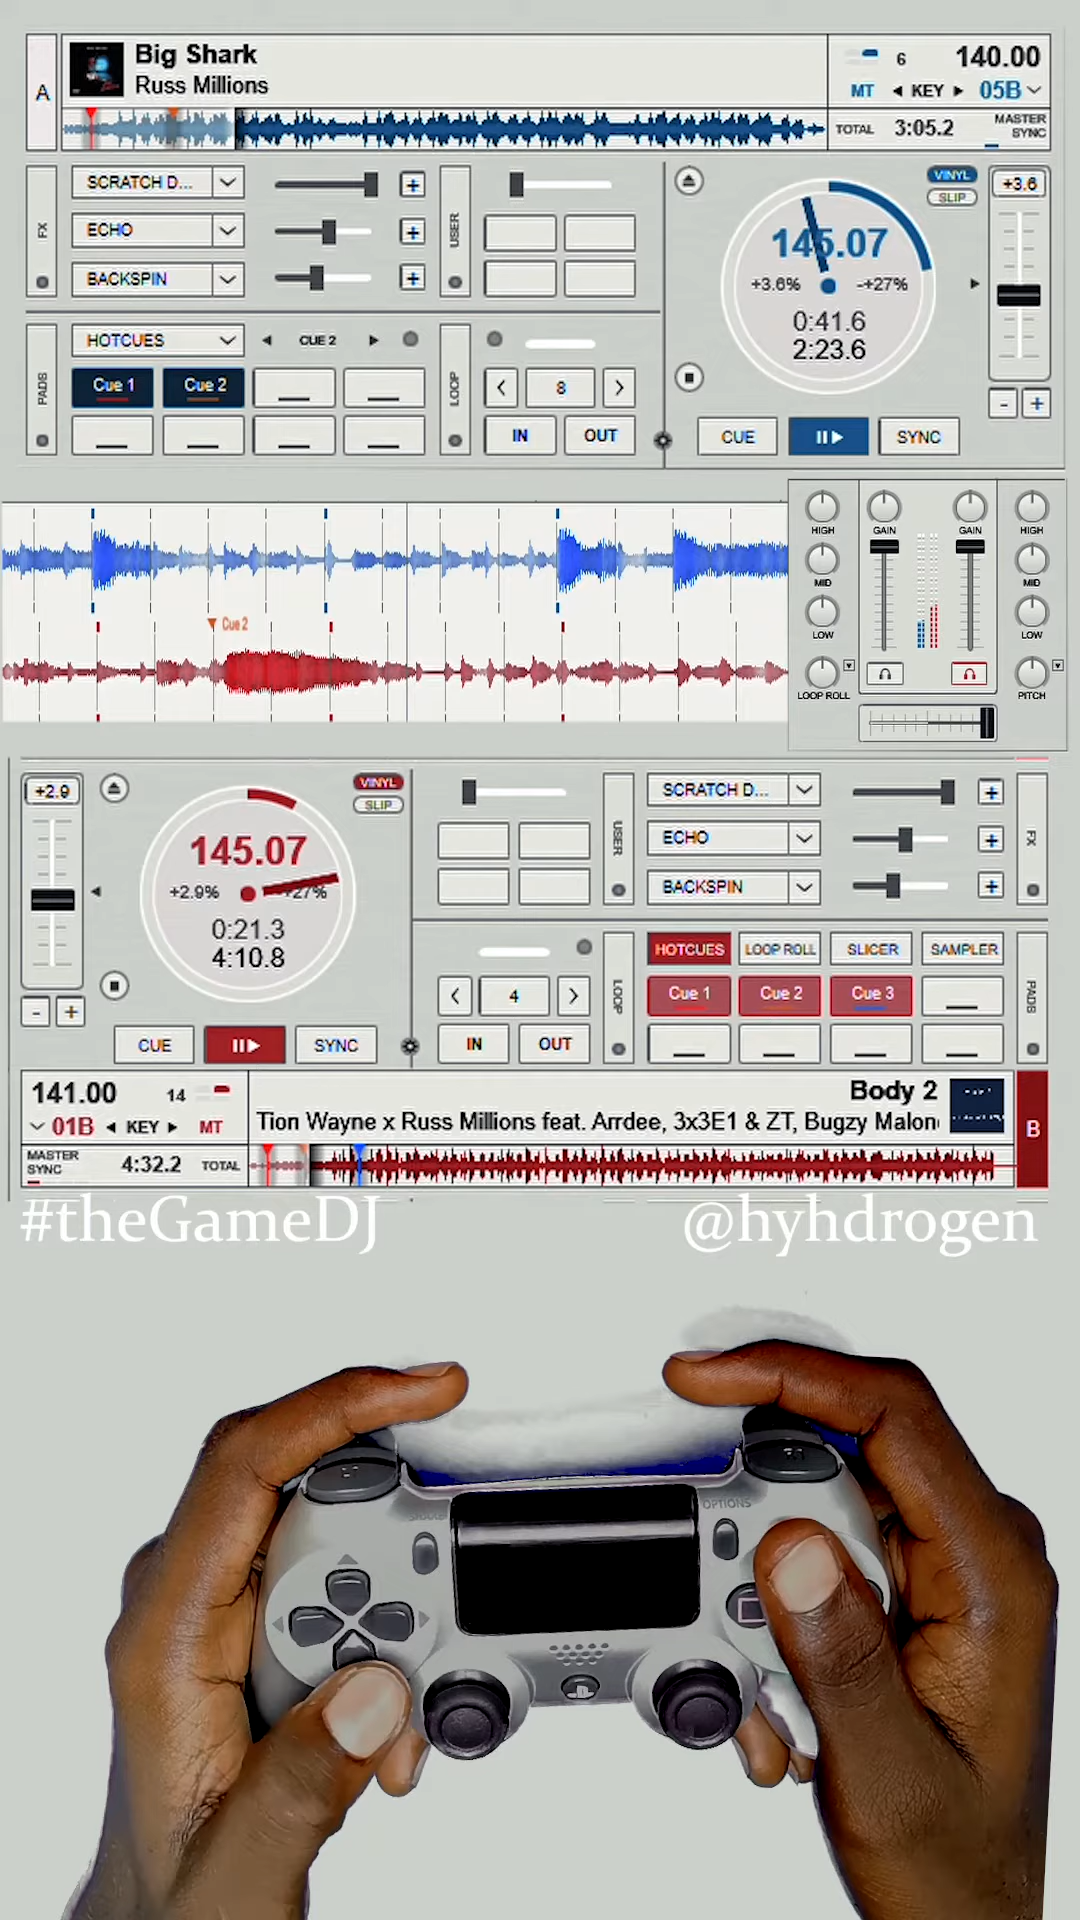 A
Big Shark
Russ Millions
6
140.00
MT
KEY
05B
TOTAL
3:05.2
MASTER
SYNC
FX
SCRATCH D...
ECHO
BACKSPIN
USER
VINYL
SLIP
+3.6
145.07
+3.6%
-+27%
0:41.6
2:23.6
PADS
HOTCUES
CUE 2
Cue 1
Cue 2
LOOP
8
IN
OUT
CUE
SYNC
- +
Cue 2
HIGH
MID
LOW
LOOP ROLL
GAIN
GAIN
HIGH
MID
LOW
PITCH
+2.9
VINYL
SLIP
145.07
+2.9%
+27%
0:21.3
4:10.8
- +
CUE
SYNC
USER
SCRATCH D...
ECHO
BACKSPIN
FX
4
IN
OUT
LOOP
HOTCUES
LOOP ROLL
SLICER
SAMPLER
Cue 1
Cue 2
Cue 3
PADS
141.00
14
01B
KEY
MT
Body 2
Tion Wayne x Russ Millions feat. Arrdee, 3x3E1 & ZT, Bugzy Malon
B
MASTER
SYNC
4:32.2
TOTAL
#theGameDJ
@hyhdrogen
OPTIONS